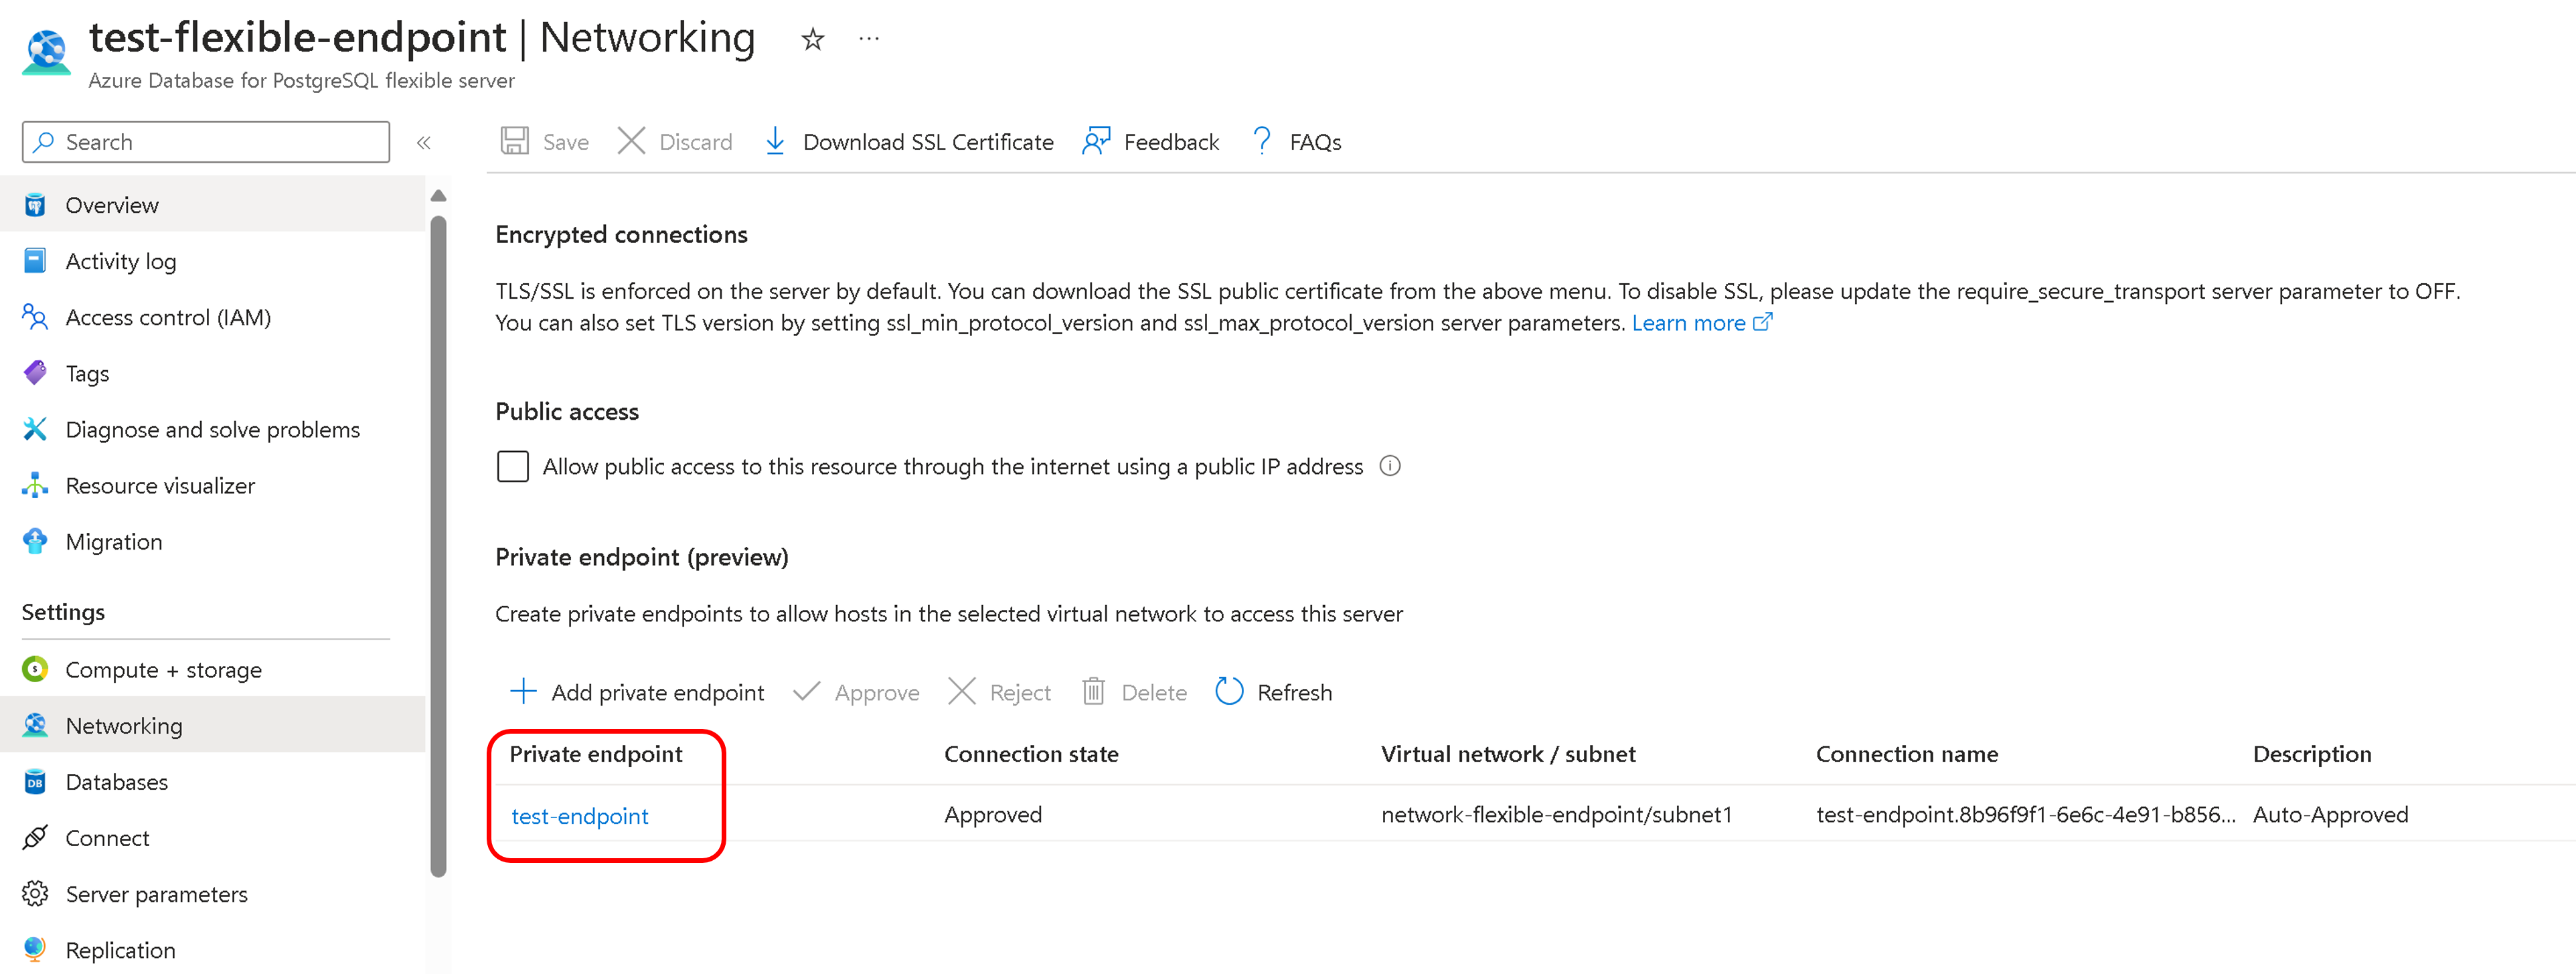 test-flexible-endpoint | Networking
Azure Database for PostgreSQL flexible server
Search
Overview
Activity log
Access control (IAM)
Tags
Diagnose and solve problems
Resource visualizer
Migration
Settings
Compute + storage
Networking
Databases
Connect
Server parameters
Replication
Save Discard Download SSL Certificate Feedback FAQs
Encrypted connections
TLS/SSL is enforced on the server by default. You can download the SSL public certificate from the above menu. To disable SSL, please update the require_secure_transport server parameter to OFF.
You can also set TLS version by setting ssl_min_protocol_version and ssl_max_protocol_version server parameters. Learn more
Public access
Allow public access to this resource through the internet using a public IP address
Private endpoint (preview)
Create private endpoints to allow hosts in the selected virtual network to access this server
Add private endpoint Approve Reject Delete Refresh
Private endpoint Connection state Virtual network / subnet Connection name Description
test-endpoint Approved network-flexible-endpoint/subnet1 test-endpoint.8b96f9f1-6e6c-4e91-b856... Auto-Approved